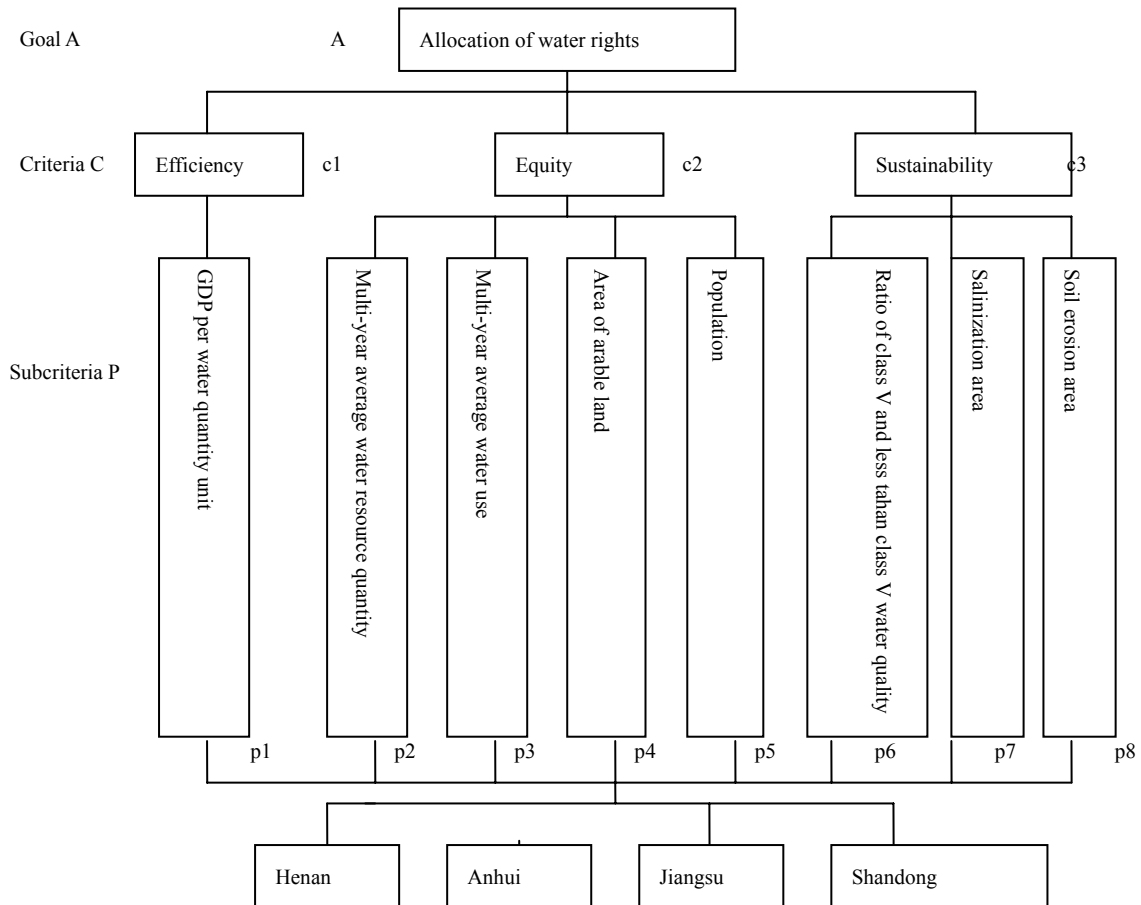 Goal A
A
Allocation of water rights
Criteria C
Efficiency
c1
Equity
c2
Sustainability
c3
Subcriteria P
GDP per water quantity unit
Multi-year average water resource quantity
Multi-year average water use
Area of arable land
Population
Ratio of class V and less tahan class V water quality
Salinization area
Soil erosion area
p1
p2
p3
p4
p5
p6
p7
p8
Henan
Anhui
Jiangsu
Shandong